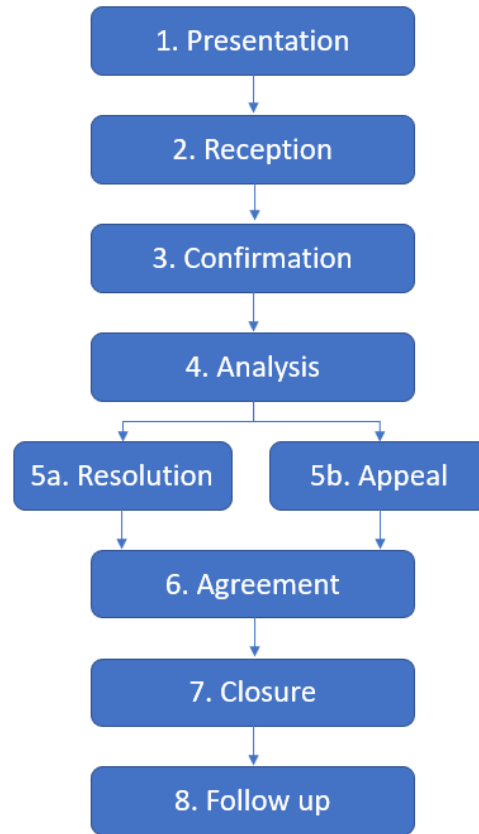 1. Presentation
2. Reception
3. Confirmation
4. Analysis
5a. Resolution
5b. Appeal
6. Agreement
7. Closure
8. Follow up